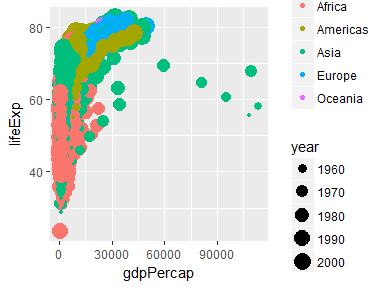 Africa
Americas
Asia
Europe
Oceania
year
1960
1970
1980
1990
2000
80
60
40
lifeExp
0
30000
60000
90000
gdpPercap